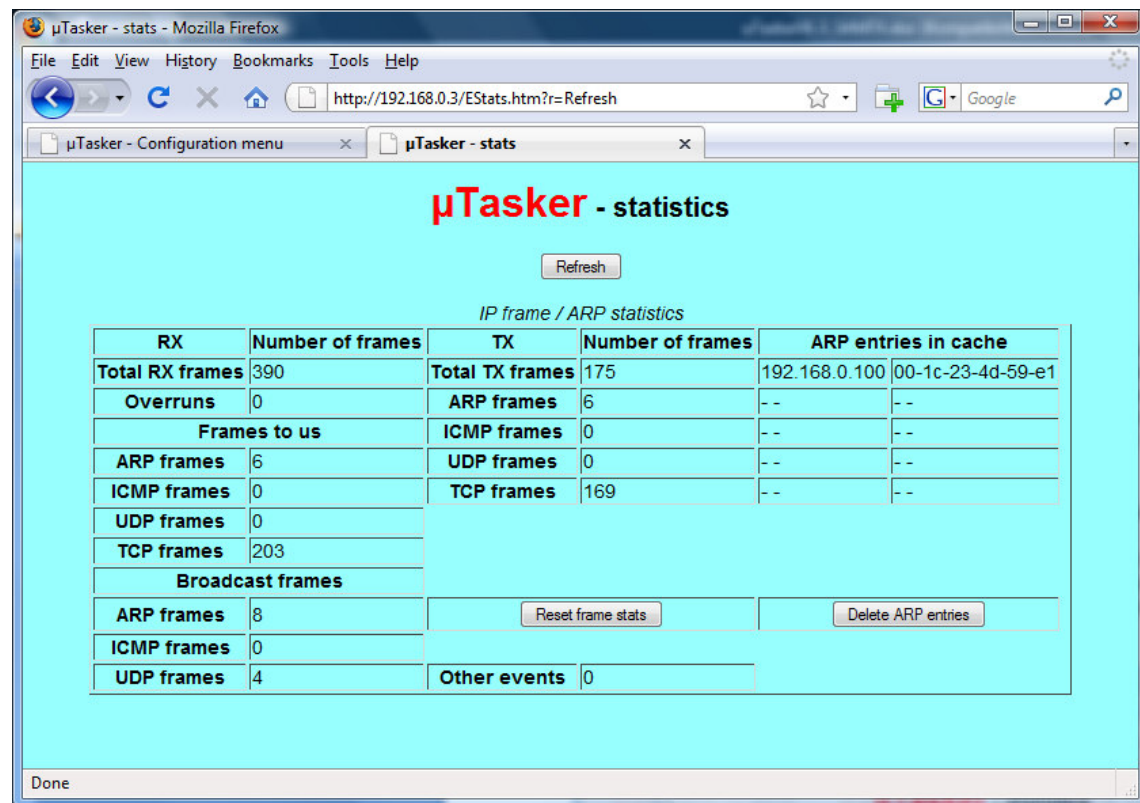 µTasker - stats - Mozilla Firefox
File Edit View History Bookmarks Tools Help
http://192.168.0.3/EStats.htm?r=Refresh
G Google
µTasker - Configuration menu
µTasker - stats
µTasker - statistics
Refresh
IP frame / ARP statistics
RX Number of frames TX Number of frames ARP entries in cache
Total RX frames 390 Total TX frames 175 192.168.0.100 00-1c-23-4d-59-e1
Overruns 0 ARP frames 6 - - - -
Frames to us ICMP frames 0 - - - -
ARP frames 6 UDP frames 0 - - - -
ICMP frames 0 TCP frames 169 - - - -
UDP frames 0
TCP frames 203
Broadcast frames
ARP frames 8 Reset frame stats Delete ARP entries
ICMP frames 0
UDP frames 4 Other events 0
Done